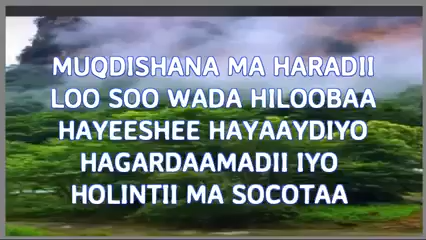 MUQDISHANA MA HARADII
LOO SOO WADA HILOOBAA
HAYEESHEE HAYAAYDIYO
HAGARDAAMADII IYO
HOLINTII MA SOCOTAA